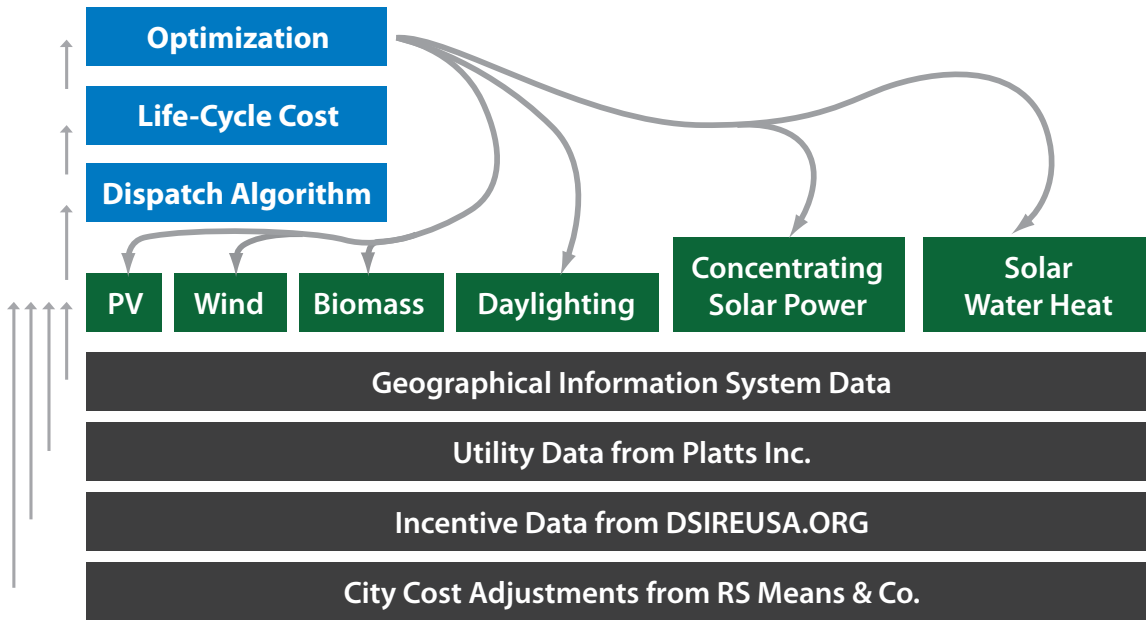 Optimization
Life-Cycle Cost
Dispatch Algorithm
PV
Wind
Biomass
Daylighting
Concentrating
Solar Power
Solar
Water Heat
Geographical Information System Data
Utility Data from Platts Inc.
Incentive Data from DSIREUSA.ORG
City Cost Adjustments from RS Means & Co.